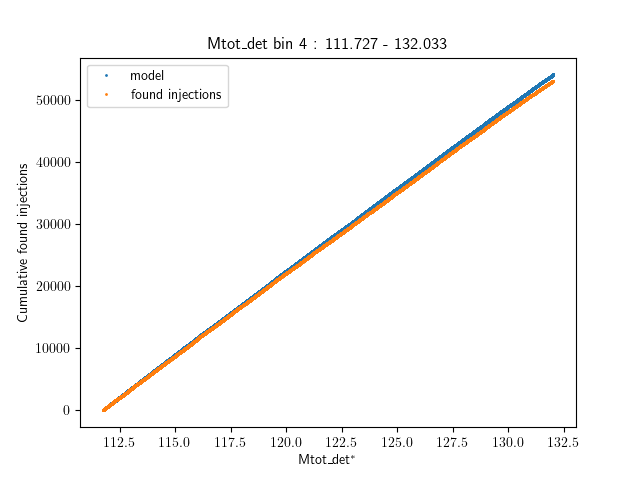 Mtot_det bin 4 : 111.727 - 132.033
model
found injections
Cumulative found injections
50000
40000
30000
20000
10000
0
112.5 115.0 117.5 120.0 122.5 125.0 127.5 130.0 132.5
Mtot_det*